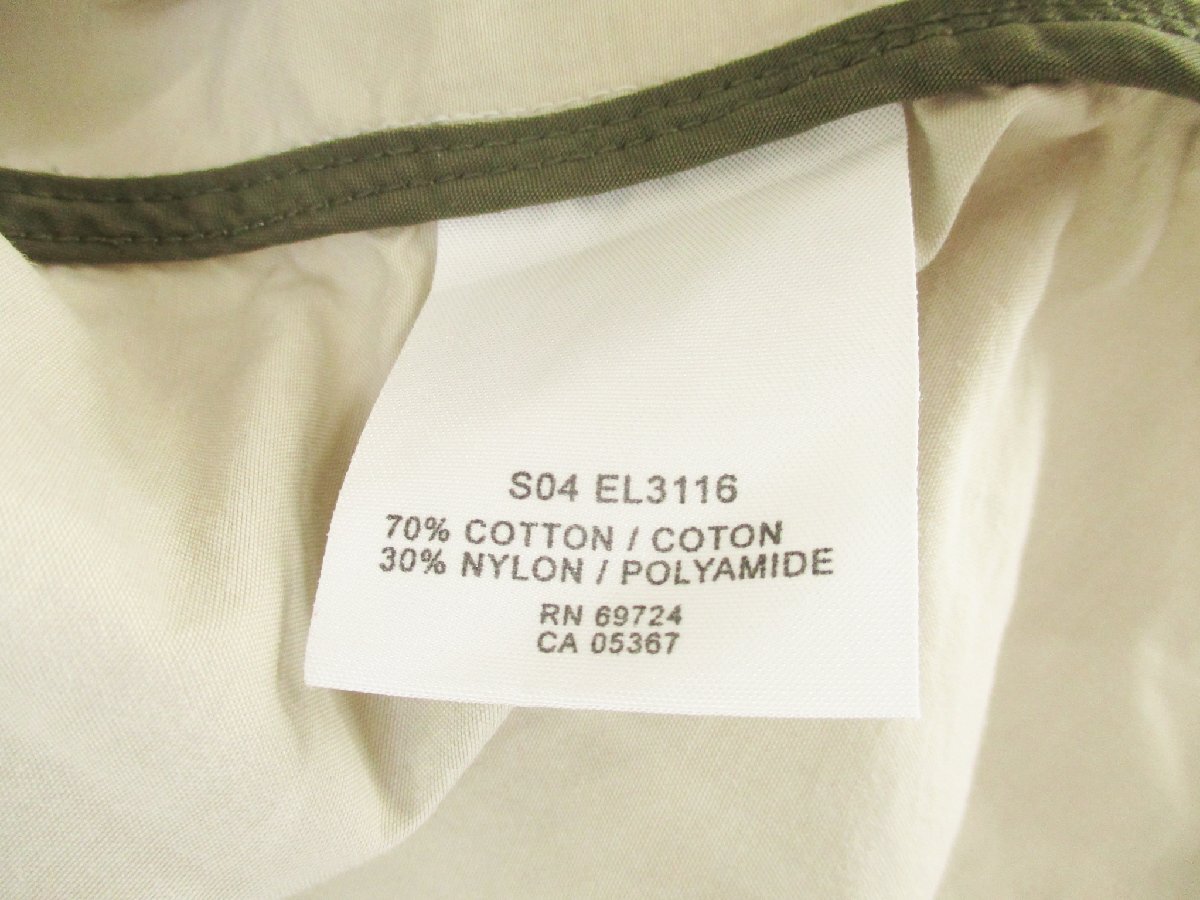 S04 EL3116
70% COTTON / COTON
30% NYLON / POLYAMIDE
RN 69724
CA 05367